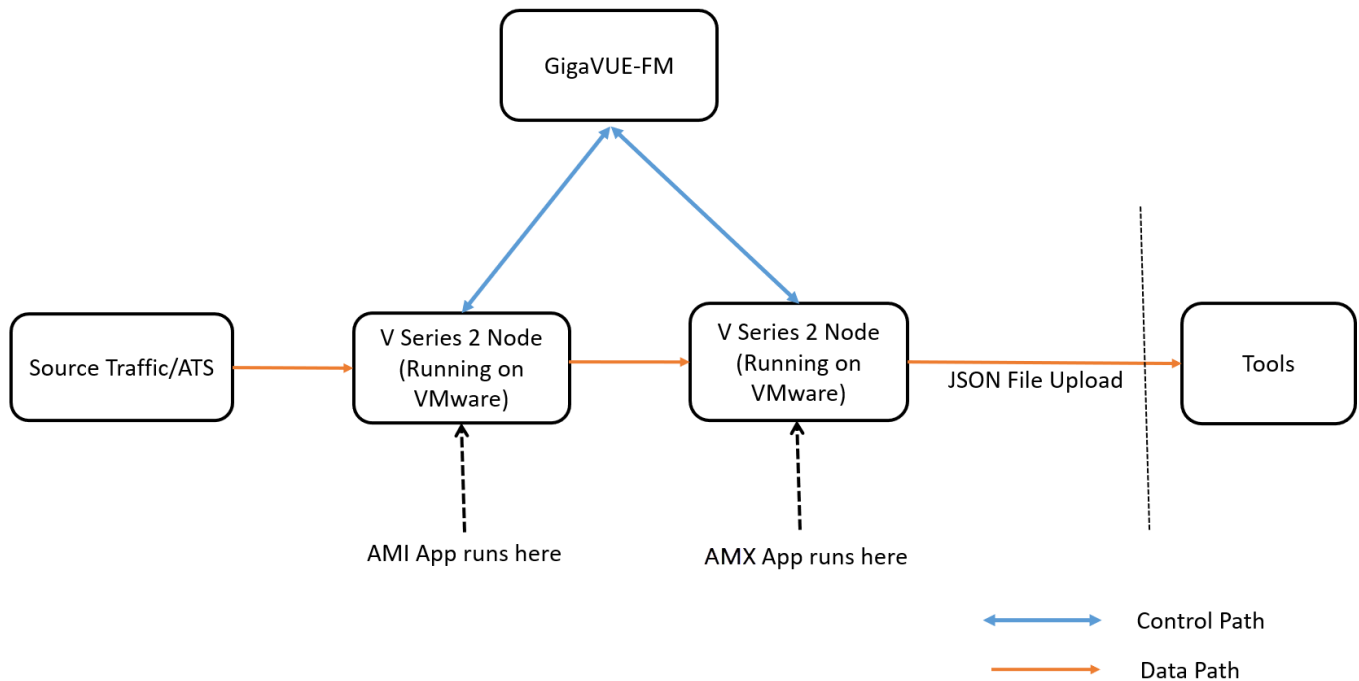 GigaVUE-FM
Source Traffic/ATS
V Series 2 Node
(Running on
VMware)
V Series 2 Node
(Running on
VMware)
JSON File Upload
Tools
AMI App runs here
AMX App runs here
Control Path
Data Path